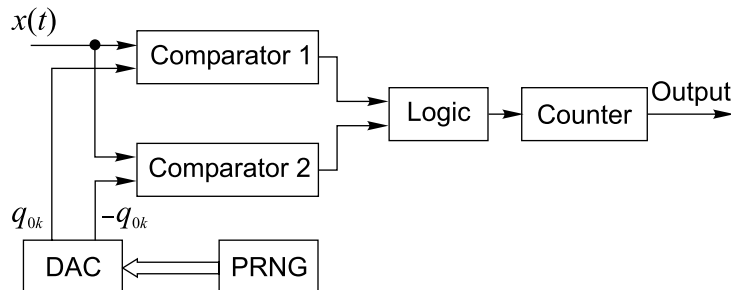 x(t)
Comparator 1
Logic
Counter
Output
Comparator 2
q0k
−q0k
DAC
PRNG